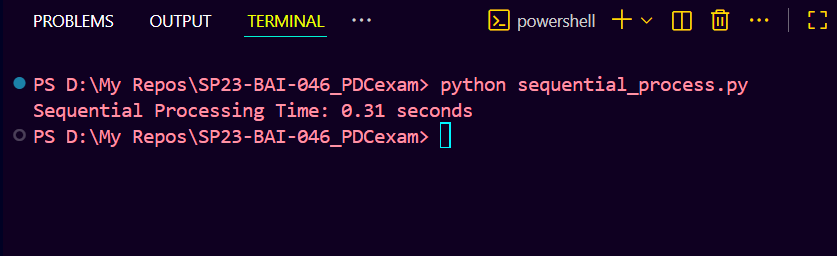 PROBLEMS OUTPUT TERMINAL ··· powershell ···
PS D:\My Repos\SP23-BAI-046_PDCexam> python sequential_process.py
Sequential Processing Time: 0.31 seconds
PS D:\My Repos\SP23-BAI-046_PDCexam>